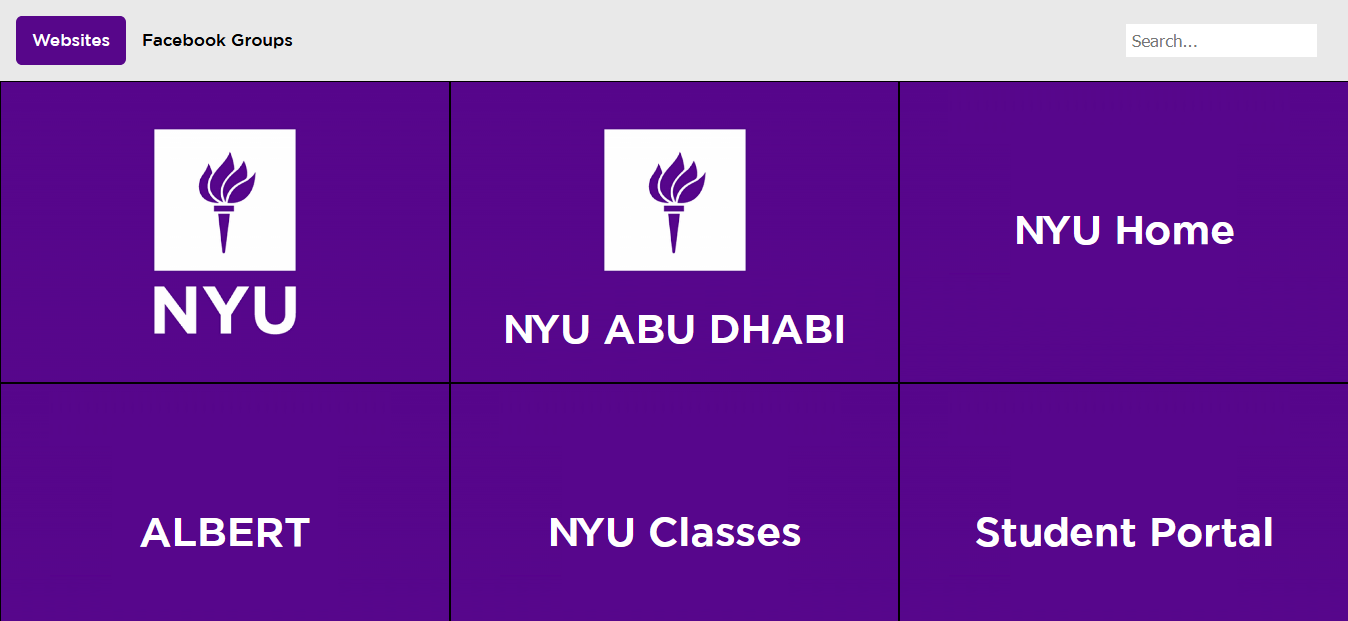 Websites
Facebook Groups
Search...
NYU
NYU ABU DHABI
NYU Home
ALBERT
NYU Classes
Student Portal